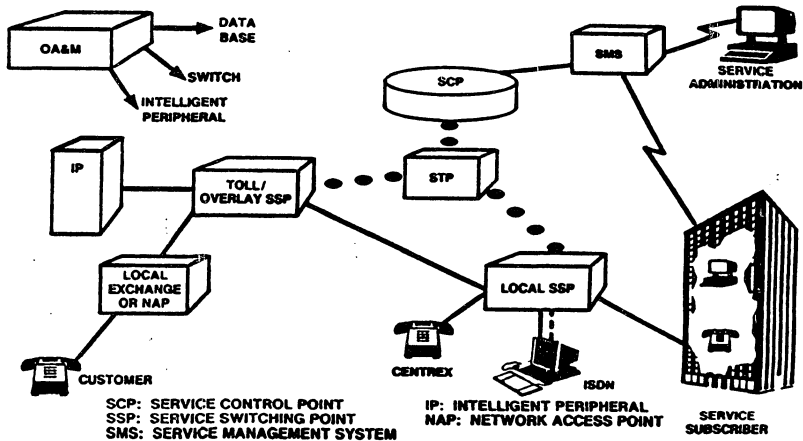 OA&M
DATA
BASE
SWITCH
INTELLIGENT
PERIPHERAL
SCP
SMS
SERVICE
ADMINISTRATION
IP
TOLL/
OVERLAY SSP
STP
LOCAL
EXCHANGE
OR NAP
LOCAL SSP
CUSTOMER
CENTREX
ISDN
SERVICE
SUBSCRIBER
SCP: SERVICE CONTROL POINT
SSP: SERVICE SWITCHING POINT
SMS: SERVICE MANAGEMENT SYSTEM
IP: INTELLIGENT PERIPHERAL
NAP: NETWORK ACCESS POINT